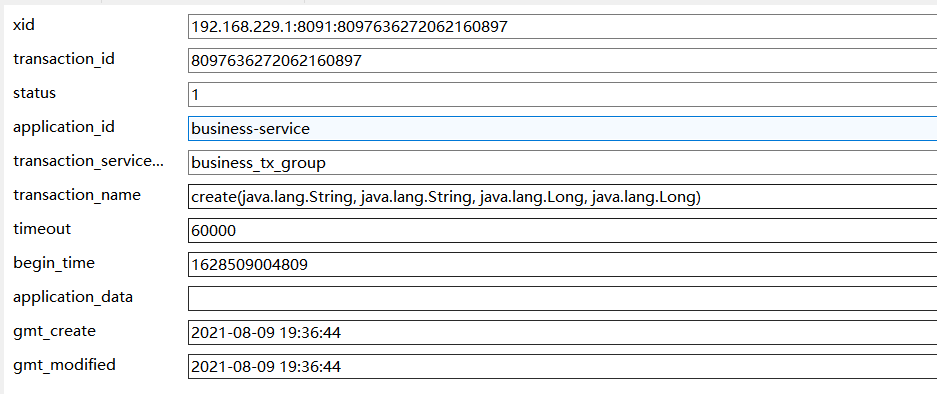 xid 192.168.229.1:8091:8097636272062160897
transaction_id 8097636272062160897
status 1
application_id business-service
transaction_service... business_tx_group
transaction_name create(java.lang.String, java.lang.String, java.lang.Long, java.lang.Long)
timeout 60000
begin_time 1628509004809
application_data
gmt_create 2021-08-09 19:36:44
gmt_modified 2021-08-09 19:36:44